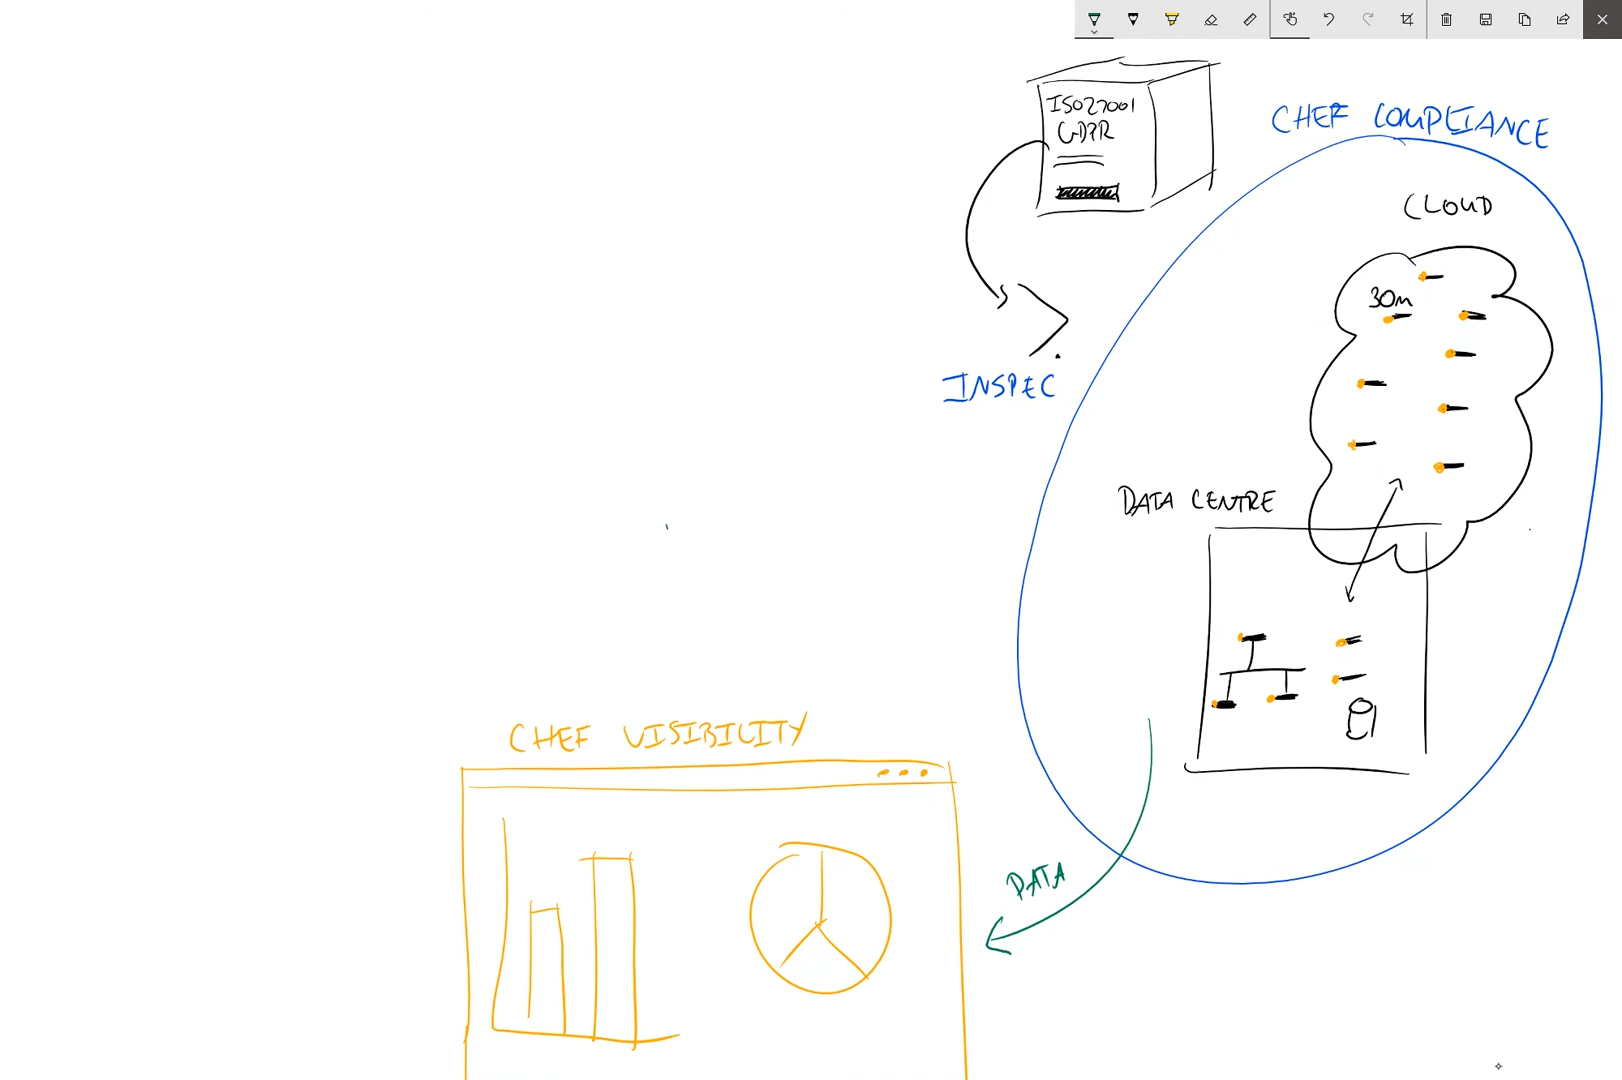 ISO27001
GDPR
CHEF COMPLIANCE
CLOUD
30m
INSPEC
DATA CENTRE
CHEF VISIBILITY
DATA